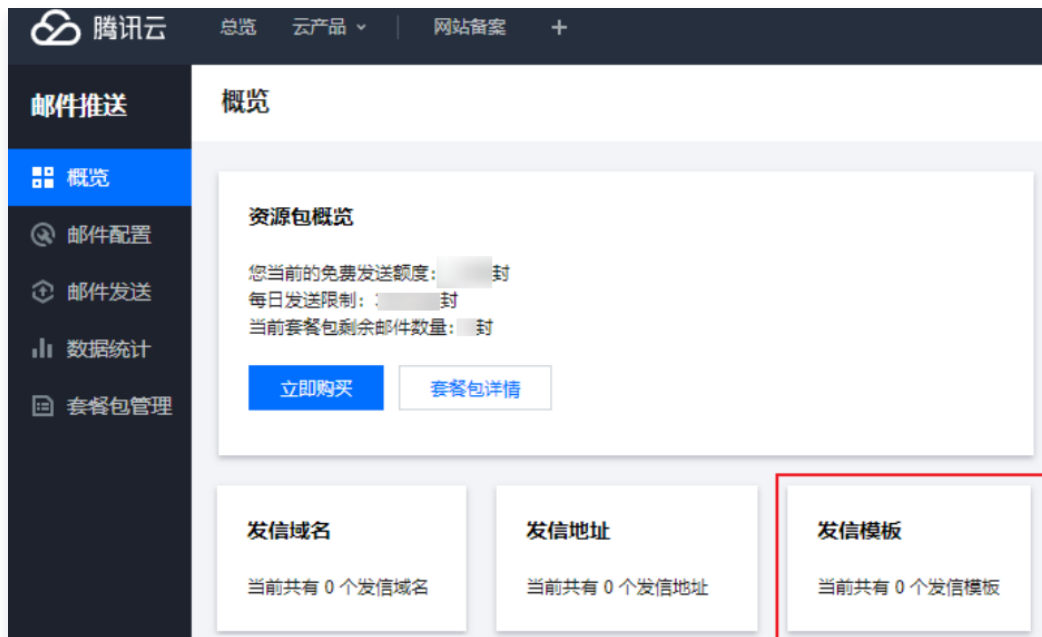 腾讯云 总览 云产品 网站备案 +
邮件推送
概览
邮件配置
邮件发送
数据统计
套餐包管理
概览
资源包概览
您当前的免费发送额度: 封
每日发送限制: 封
当前套餐包剩余邮件数量: 封
立即购买 套餐包详情
发信域名
当前共有 0 个发信域名
发信地址
当前共有 0 个发信地址
发信模板
当前共有 0 个发信模板